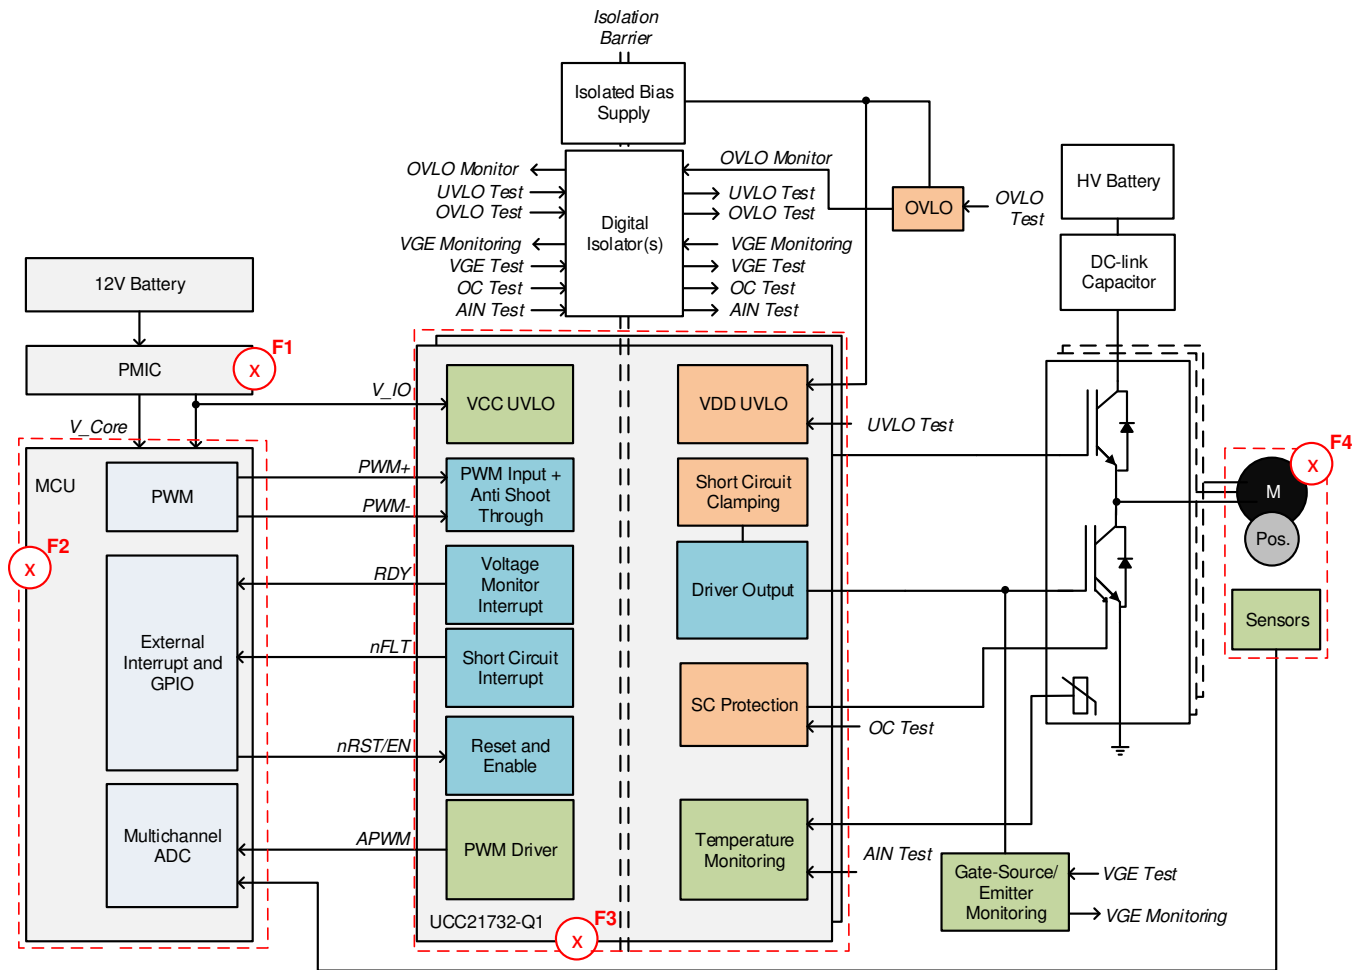 Isolation
Barrier
Isolated Bias
Supply
OVLO Monitor
UVLO Test
OVLO Test
VGE Monitoring
VGE Test
OC Test
AIN Test
Digital
Isolator(s)
OVLO Monitor
UVLO Test
OVLO Test
VGE Monitoring
VGE Test
OC Test
AIN Test
OVLO
OVLO
Test
HV Battery
DC-link
Capacitor
12V Battery
PMIC
X
F1
V_Core
V_IO
MCU
PWM
PWM+
PWM-
X
F2
RDY
External
Interrupt and
GPIO
nFLT
nRST/EN
Multichannel
ADC
APWM
VCC UVLO
PWM Input +
Anti Shoot
Through
Voltage
Monitor
Interrupt
Short Circuit
Interrupt
Reset and
Enable
PWM Driver
UCC21732-Q1
X
F3
VDD UVLO
UVLO Test
Short Circuit
Clamping
Driver Output
SC Protection
OC Test
Temperature
Monitoring
AIN Test
Gate-Source/
Emitter
Monitoring
VGE Test
VGE Monitoring
X
F4
M
Pos.
Sensors